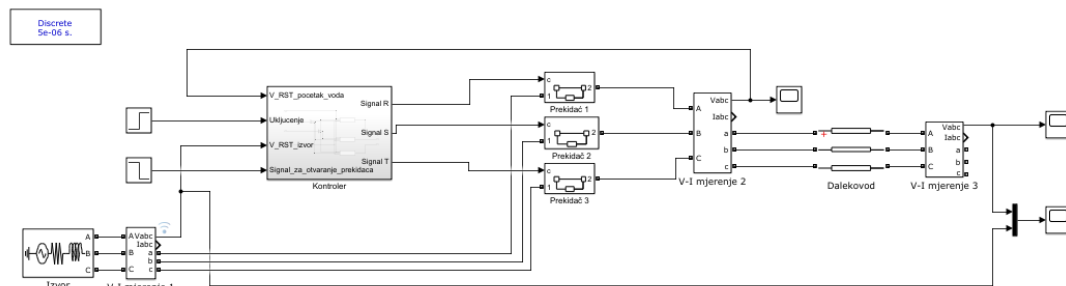 Discrete
5e-06 s.
V_RST_pocetak_voda
Ukljucenje
V_RST_izvor
Signal_za_otvaranje_prekidaca
Signal R
Signal S
Signal T
Kontroler
c
1
2
Prekidač 1
c
1
2
Prekidač 2
c
1
2
Prekidač 3
Vabc
Iabc
A
a
B
b
C
c
V-I mjerenje 2
Dalekovod
Vabc
Iabc
A
a
B
b
C
c
V-I mjerenje 3
A
B
C
Izvor
A
Vabc
Iabc
B
a
b
C
c
V-I mjerenje 1